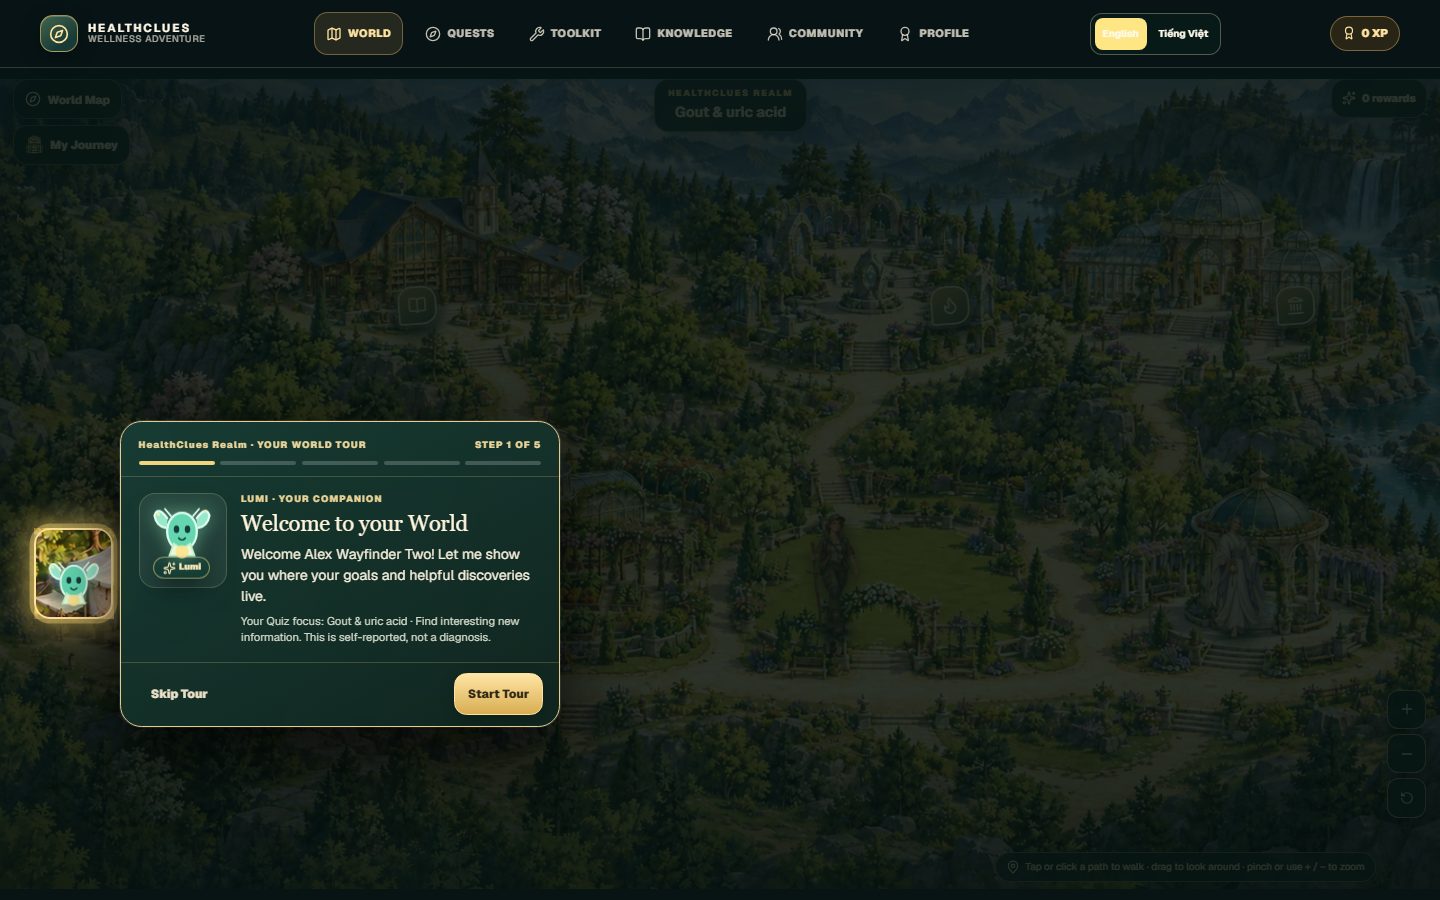 HEALTHCLUES
WELLNESS ADVENTURE
WORLD
QUESTS
TOOLKIT
KNOWLEDGE
COMMUNITY
PROFILE
English
Tiếng Việt
0 XP
World Map
My Journey
HEALTHCLUES REALM
Gout & uric acid
0 rewards
HealthClues Realm · YOUR WORLD TOUR
STEP 1 OF 5
Lumi
LUMI · YOUR COMPANION
Welcome to your World
Welcome Alex Wayfinder Two! Let me show
you where your goals and helpful discoveries
live.
Your Quiz focus: Gout & uric acid · Find interesting new
information. This is self-reported, not a diagnosis.
Skip Tour
Start Tour
Tap or click a path to walk · drag to look around · pinch or use + / − to zoom